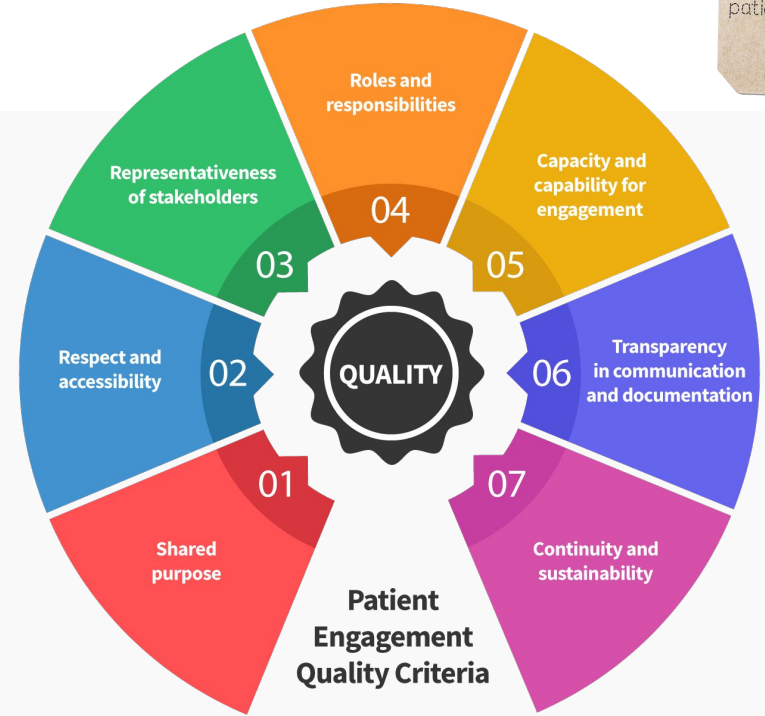 patie
Roles and
responsibilities
04
Representativeness
of stakeholders
03
Capacity and
capability for
engagement
05
Respect and
accessibility
02
QUALITY
06
Transparency
in communication
and documentation
01
Shared
purpose
07
Continuity and
sustainability
Patient
Engagement
Quality Criteria